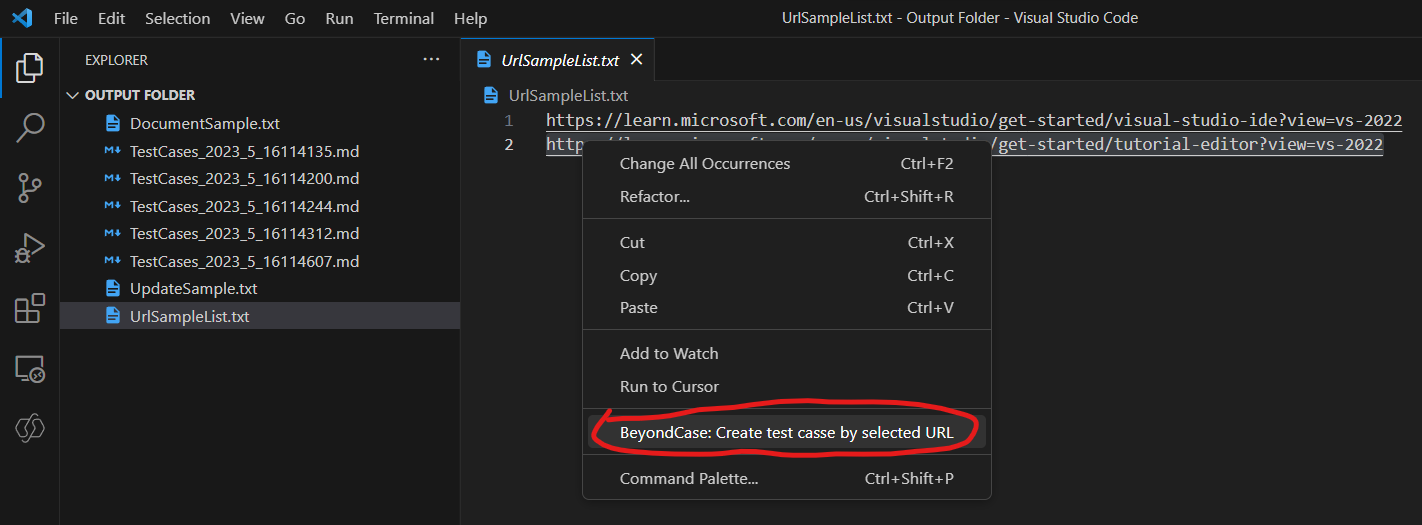 File Edit Selection View Go Run Terminal Help UrlSampleList.txt - Output Folder - Visual Studio Code
EXPLORER ...
OUTPUT FOLDER
DocumentSample.txt
TestCases_2023_5_16114135.md
TestCases_2023_5_16114200.md
TestCases_2023_5_16114244.md
TestCases_2023_5_16114312.md
TestCases_2023_5_16114607.md
UpdateSample.txt
UrlSampleList.txt
UrlSampleList.txt
UrlSampleList.txt
1 https://learn.microsoft.com/en-us/visualstudio/get-started/visual-studio-ide?view=vs-2022
2 http get-started/tutorial-editor?view=vs-2022
Change All Occurrences Ctrl+F2
Refactor... Ctrl+Shift+R
Cut Ctrl+X
Copy Ctrl+C
Paste Ctrl+V
Add to Watch
Run to Cursor
BeyondCase: Create test casse by selected URL
Command Palette... Ctrl+Shift+P